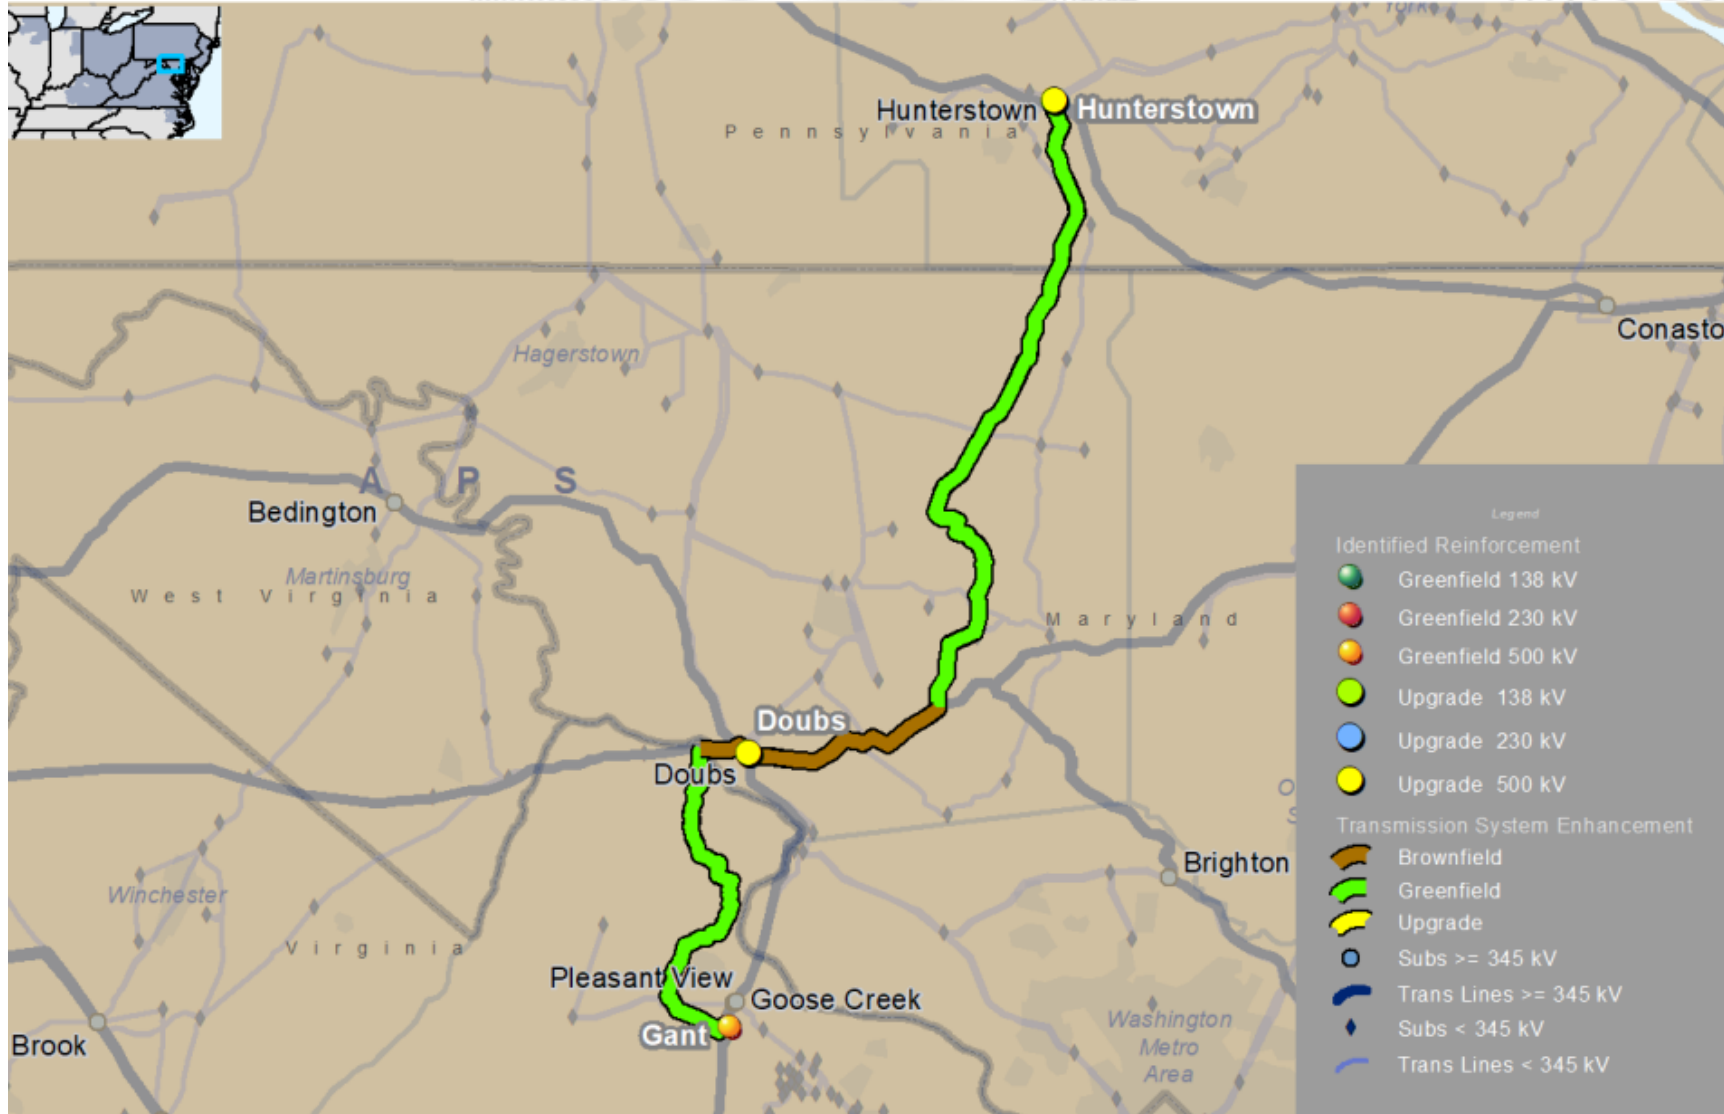 York
Hunterstown
Hunterstown
Pennsylvania
Conasto
Hagerstown
A P S
Bedington
Martinsburg
West Virginia
Maryland
Doubs
Doubs
Brighton
Winchester
Virginia
Pleasant View
Goose Creek
Gant
Brook
Washington
Metro
Area
Legend
Identified Reinforcement
Greenfield 138 kV
Greenfield 230 kV
Greenfield 500 kV
Upgrade 138 kV
Upgrade 230 kV
Upgrade 500 kV
Transmission System Enhancement
Brownfield
Greenfield
Upgrade
Subs >= 345 kV
Trans Lines >= 345 kV
Subs < 345 kV
Trans Lines < 345 kV